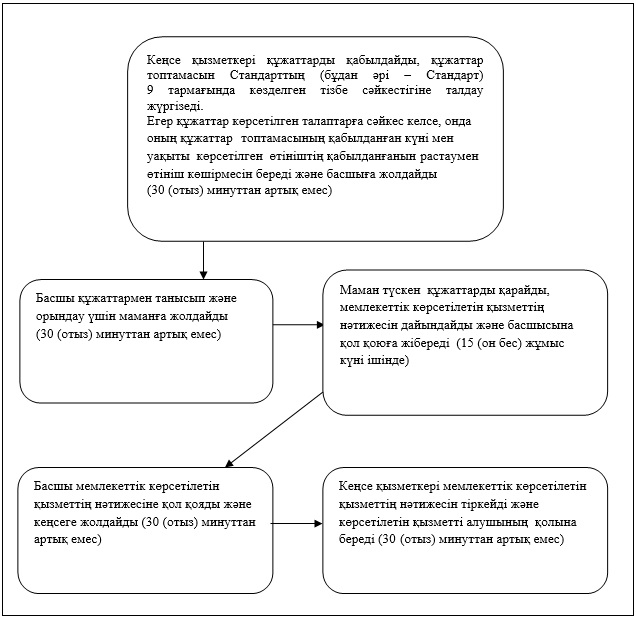 Кеңсе қызметкері құжаттарды қабылдайды, құжаттар
топтамасын Стандарттың (бұдан әрі – Стандарт)
9 тармағында көзделген тізбе сәйкестігіне талдау
жүргізеді.
Егер құжаттар көрсетілген талаптарға сәйкес келсе, онда
оның құжаттар топтамасының қабылданған күні мен
уақыты көрсетілген өтініштің қабылданғанын растаумен
өтініш көшірмесін береді және басшыға жолдайды
(30 (отыз) минуттан артық емес)
Басшы құжаттармен танысып және
орындау үшін маманға жолдайды
(30 (отыз) минуттан артық емес)
Маман түскен құжаттарды қарайды,
мемлекеттік көрсетілетін қызметтің
нәтижесін дайындайды және басшысына
қол қоюға жібереді (15 (он бес) жұмыс
күні ішінде)
Басшы мемлекеттік көрсетілетін
қызметтің нәтижесіне қол қояды және
кеңсеге жолдайды (30 (отыз) минуттан
артық емес)
Кеңсе қызметкері мемлекеттік көрсетілетін
қызметтің нәтижесін тіркейді және
көрсетілетін қызметті алушының қолына
береді (30 (отыз) минуттан артық емес)